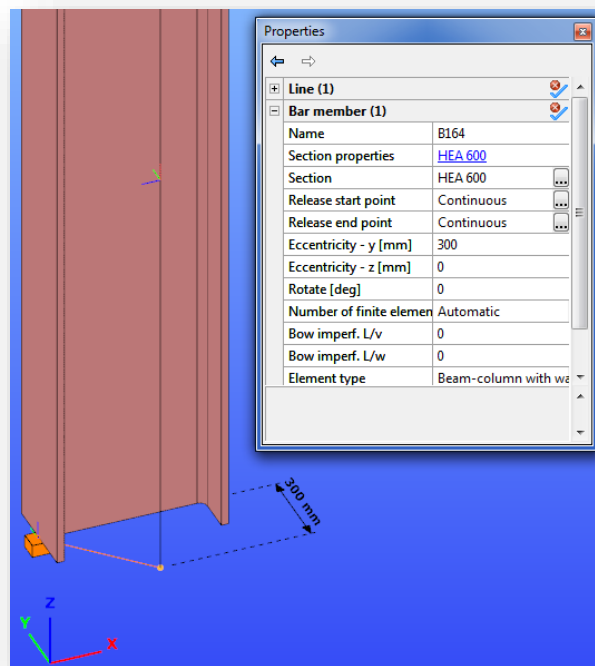 Properties
Line (1)
Bar member (1)
Name B164
Section properties HEA 600
Section HEA 600 ...
Release start point Continuous ...
Release end point Continuous ...
Eccentricity - y [mm] 300
Eccentricity - z [mm] 0
Rotate [deg] 0
Number of finite elemen Automatic
Bow imperf. L/v 0
Bow imperf. L/w 0
Element type Beam-column with wa
300 mm
Z
Y
X